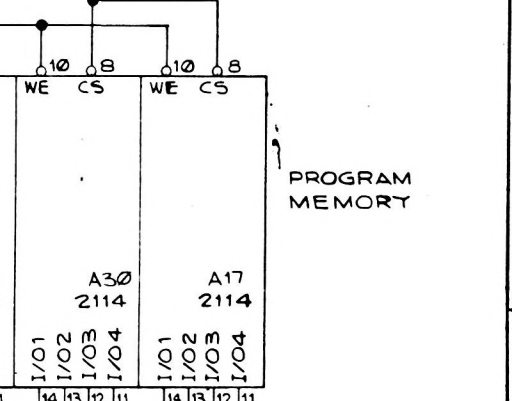 10 8 10 8
WE CS WE CS
PROGRAM
MEMORY
A30 A17
2114 2114
I/O1 I/O2 I/O3 I/O4 I/O1 I/O2 I/O3 I/O4
14 13 12 11 14 13 12 11